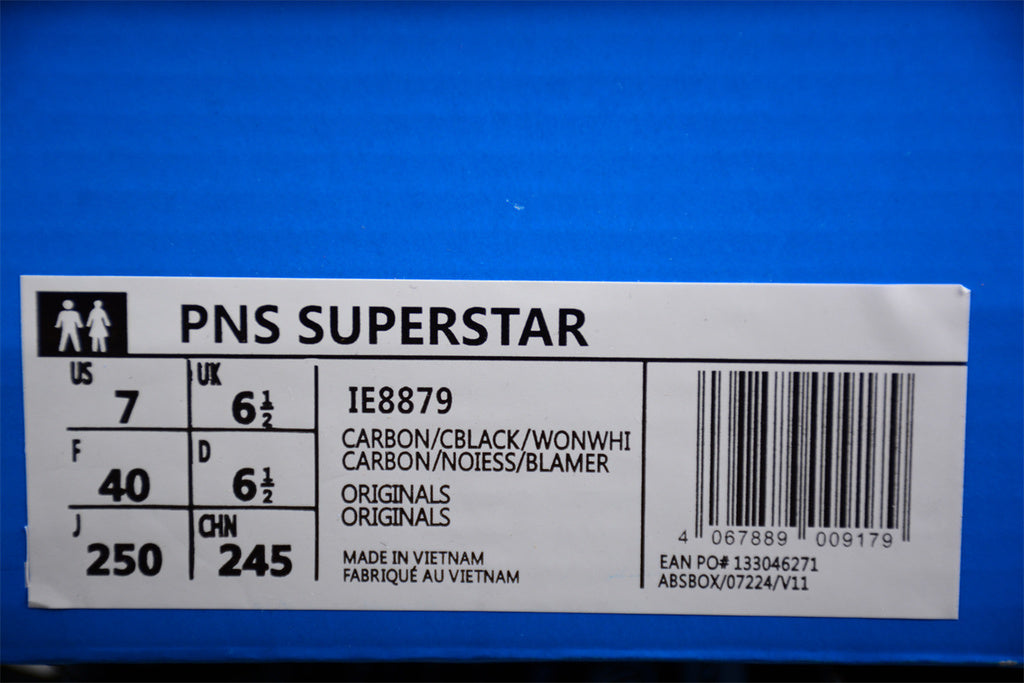 PNS SUPERSTAR
US 7
UK 6½
F 40
D 6½
J 250
CHN 245
IE8879
CARBON/CBLACK/WONWHI
CARBON/NOIESS/BLAMER
ORIGINALS
ORIGINALS
MADE IN VIETNAM
FABRIQUÉ AU VIETNAM
4 067889 009179
EAN PO# 133046271
ABSBOX/07224/V11